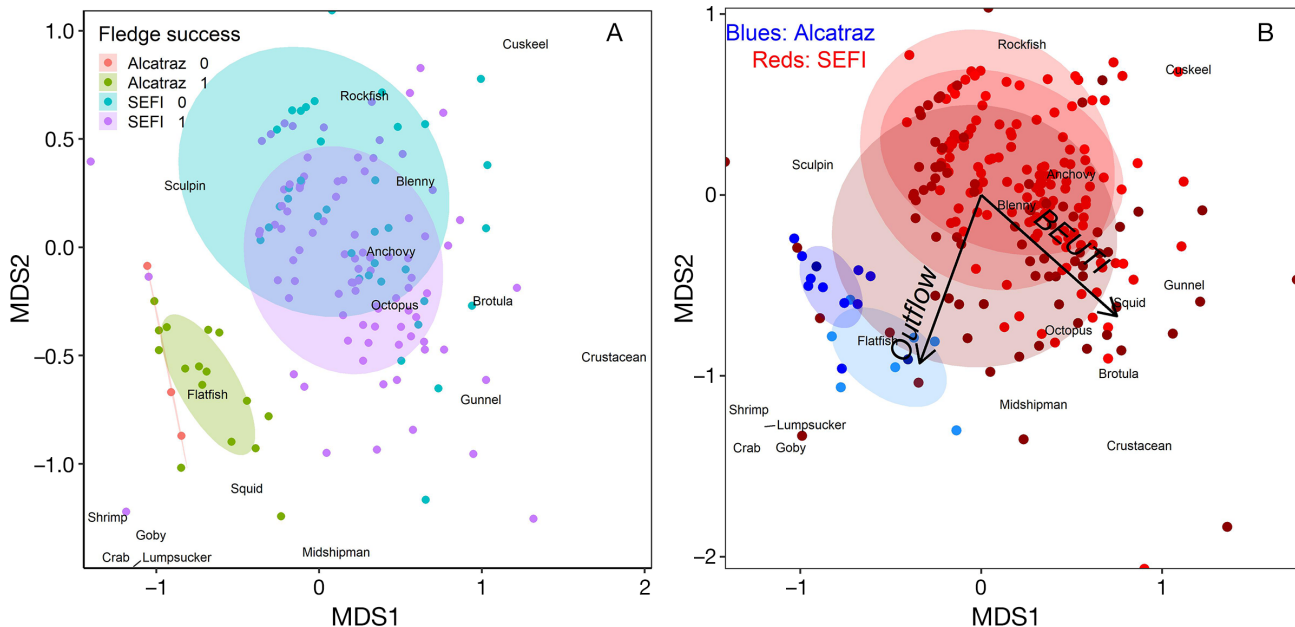 A
Fledge success
Alcatraz 0
Alcatraz 1
SEFI 0
SEFI 1
Cuskeel
Rockfish
Sculpin
Blenny
Anchovy
Octopus
Brotula
Crustacean
Flatfish
Gunnel
Squid
Shrimp
Goby
Crab
Lumpsucker
Midshipman
1.0
0.5
0.0
−0.5
−1.0
MDS2
−1
0
1
2
MDS1
B
Blues: Alcatraz
Reds: SEFI
Rockfish
Cuskeel
Sculpin
Anchovy
Blenny
BEUTI
Outflow
Gunnel
Squid
Octopus
Flatfish
Brotula
Midshipman
Shrimp
Lumpsucker
Crab
Goby
Crustacean
1
0
−1
−2
MDS2
−1
0
1
MDS1